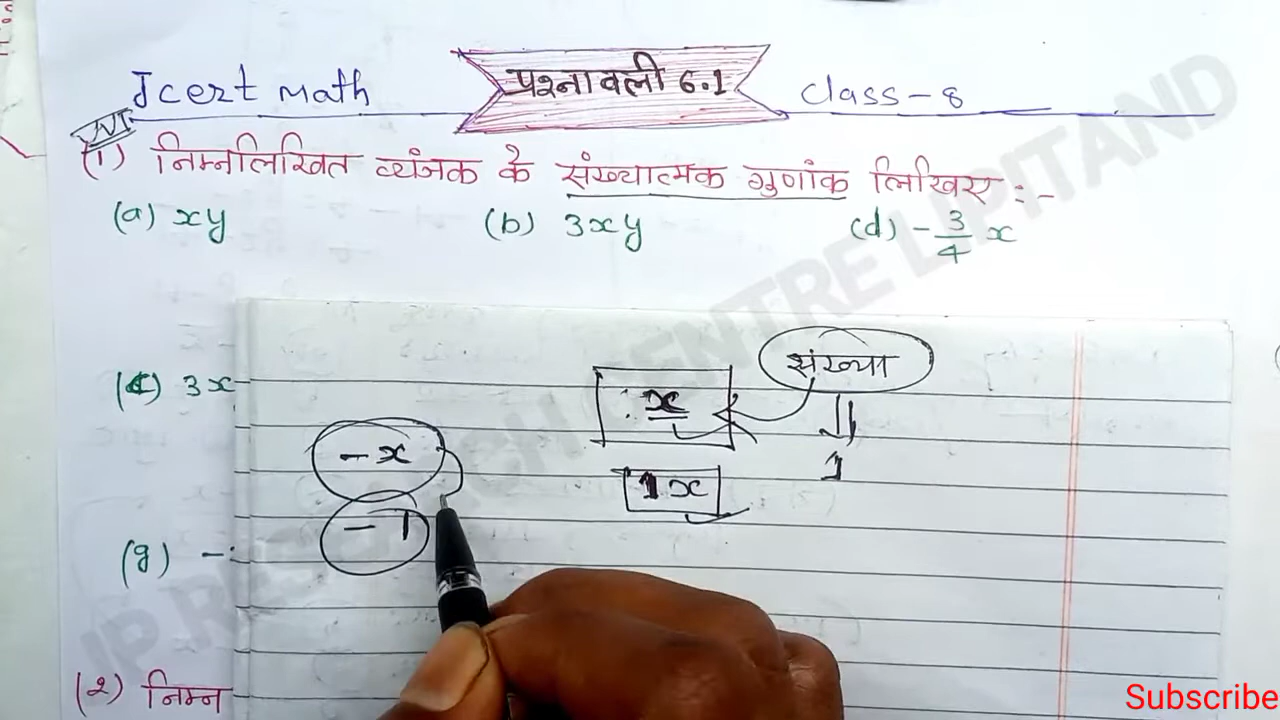 Jcert Math प्रश्नावली 6.1 Class-8
(1) निम्नलिखित व्यंजक के संख्यात्मक गुणांक लिखिए :-
(a) xy (b) 3xy (d) -3/4 x
संख्या
(c) 3x
x
- x
1
1x
- 1
(g) -
(2) निम्न
Subscribe